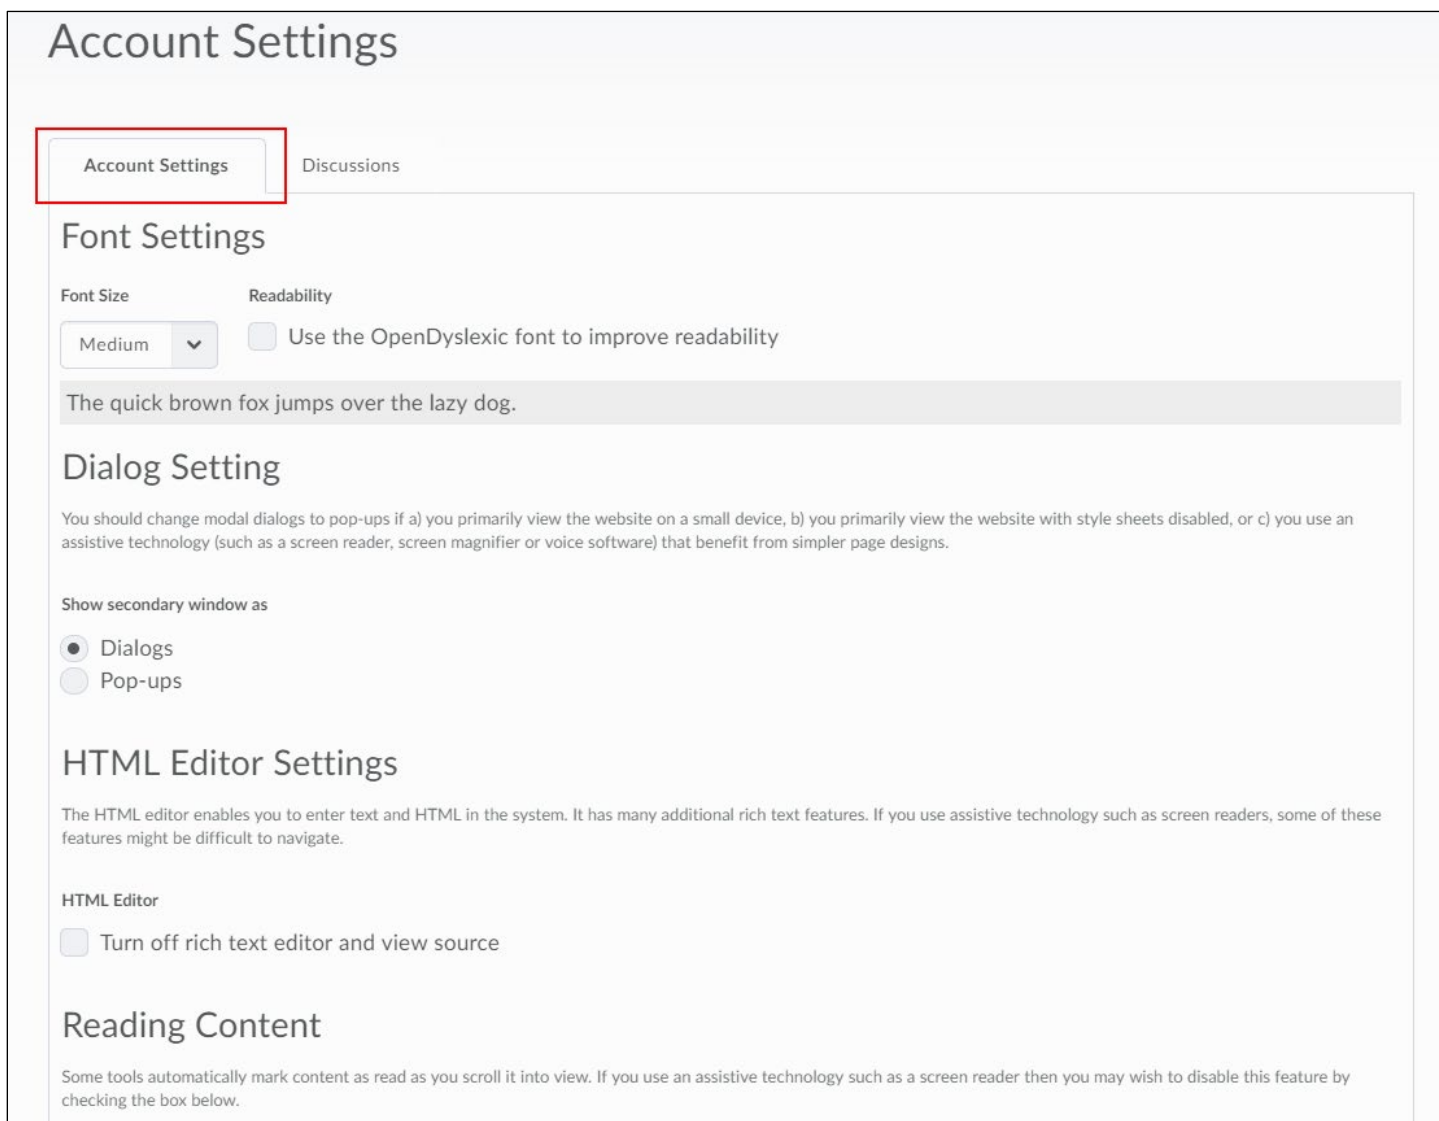 Account Settings
Account Settings
Discussions
Font Settings
Font Size
Readability
Medium
Use the OpenDyslexic font to improve readability
The quick brown fox jumps over the lazy dog.
Dialog Setting
You should change modal dialogs to pop-ups if a) you primarily view the website on a small device, b) you primarily view the website with style sheets disabled, or c) you use an
assistive technology (such as a screen reader, screen magnifier or voice software) that benefit from simpler page designs.
Show secondary window as
Dialogs
Pop-ups
HTML Editor Settings
The HTML editor enables you to enter text and HTML in the system. It has many additional rich text features. If you use assistive technology such as screen readers, some of these
features might be difficult to navigate.
HTML Editor
Turn off rich text editor and view source
Reading Content
Some tools automatically mark content as read as you scroll it into view. If you use an assistive technology such as a screen reader then you may wish to disable this feature by
checking the box below.